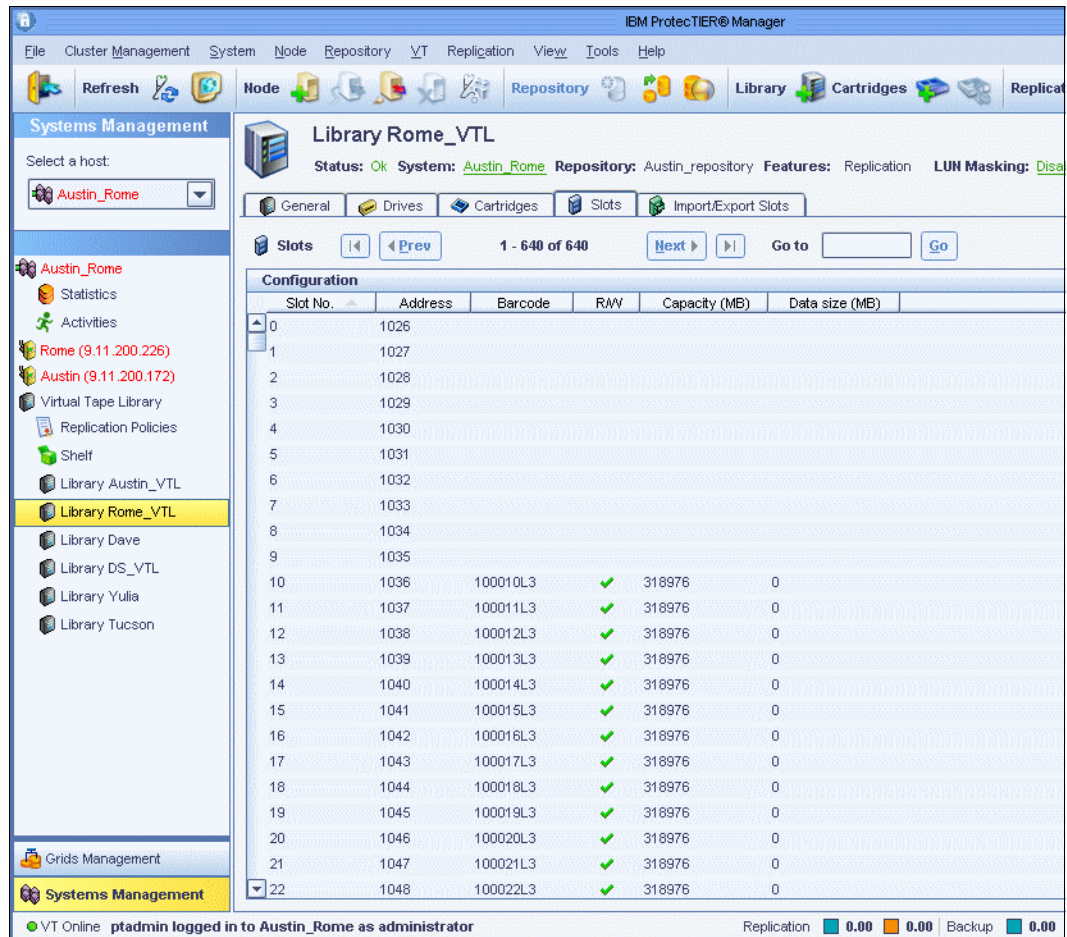 IBM ProtecTIER® Manager
File Cluster Management System Node Repository VT Replication View Tools Help
Refresh Node Repository Library Cartridges Replicat
Systems Management
Select a host:
Austin_Rome
Library Rome_VTL
Status: Ok System: Austin_Rome Repository: Austin_repository Features: Replication LUN Masking: Disa
General Drives Cartridges Slots Import/Export Slots
Slots Prev 1 - 640 of 640 Next Go to Go
Austin_Rome
Statistics
Activities
Rome (9.11.200.226)
Austin (9.11.200.172)
Virtual Tape Library
Replication Policies
Shelf
Library Austin_VTL
Library Rome_VTL
Library Dave
Library DS_VTL
Library Yulia
Library Tucson
Grids Management
Systems Management
Configuration
Slot No. Address Barcode R/W Capacity (MB) Data size (MB)
0 1026
1 1027
2 1028
3 1029
4 1030
5 1031
6 1032
7 1033
8 1034
9 1035
10 1036 100010L3 318976 0
11 1037 100011L3 318976 0
12 1038 100012L3 318976 0
13 1039 100013L3 318976 0
14 1040 100014L3 318976 0
15 1041 100015L3 318976 0
16 1042 100016L3 318976 0
17 1043 100017L3 318976 0
18 1044 100018L3 318976 0
19 1045 100019L3 318976 0
20 1046 100020L3 318976 0
21 1047 100021L3 318976 0
22 1048 100022L3 318976 0
VT Online ptadmin logged in to Austin_Rome as administrator Replication 0.00 0.00 Backup 0.00